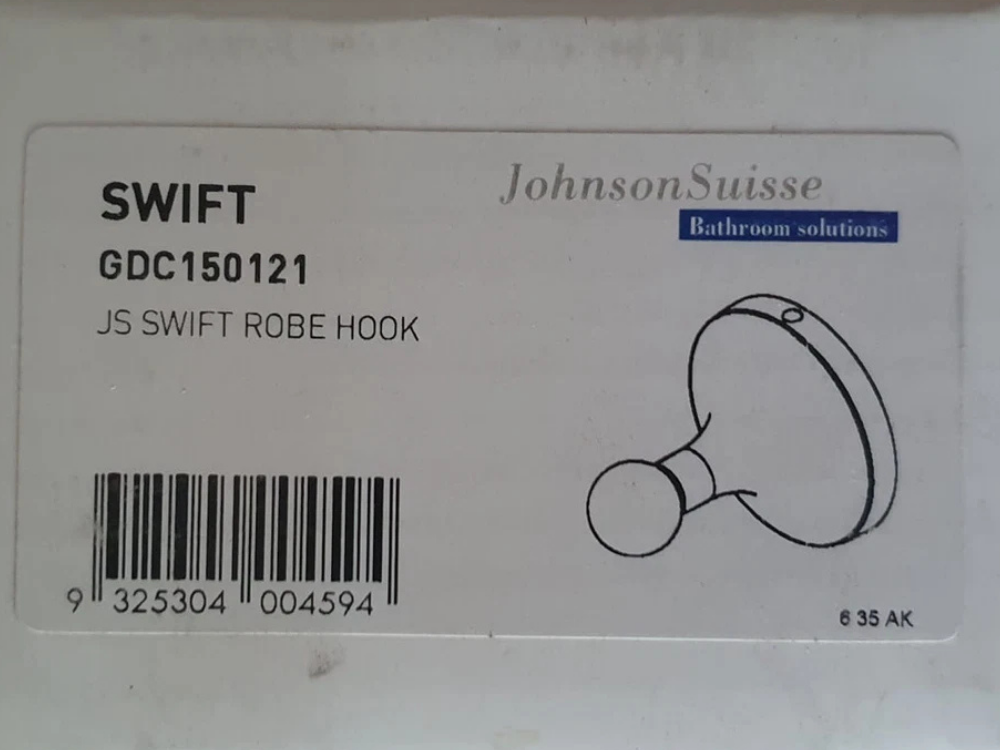 SWIFT
GDC150121
JS SWIFT ROBE HOOK
JohnsonSuisse
Bathroom solutions
9 325304 004594
6 35 AK